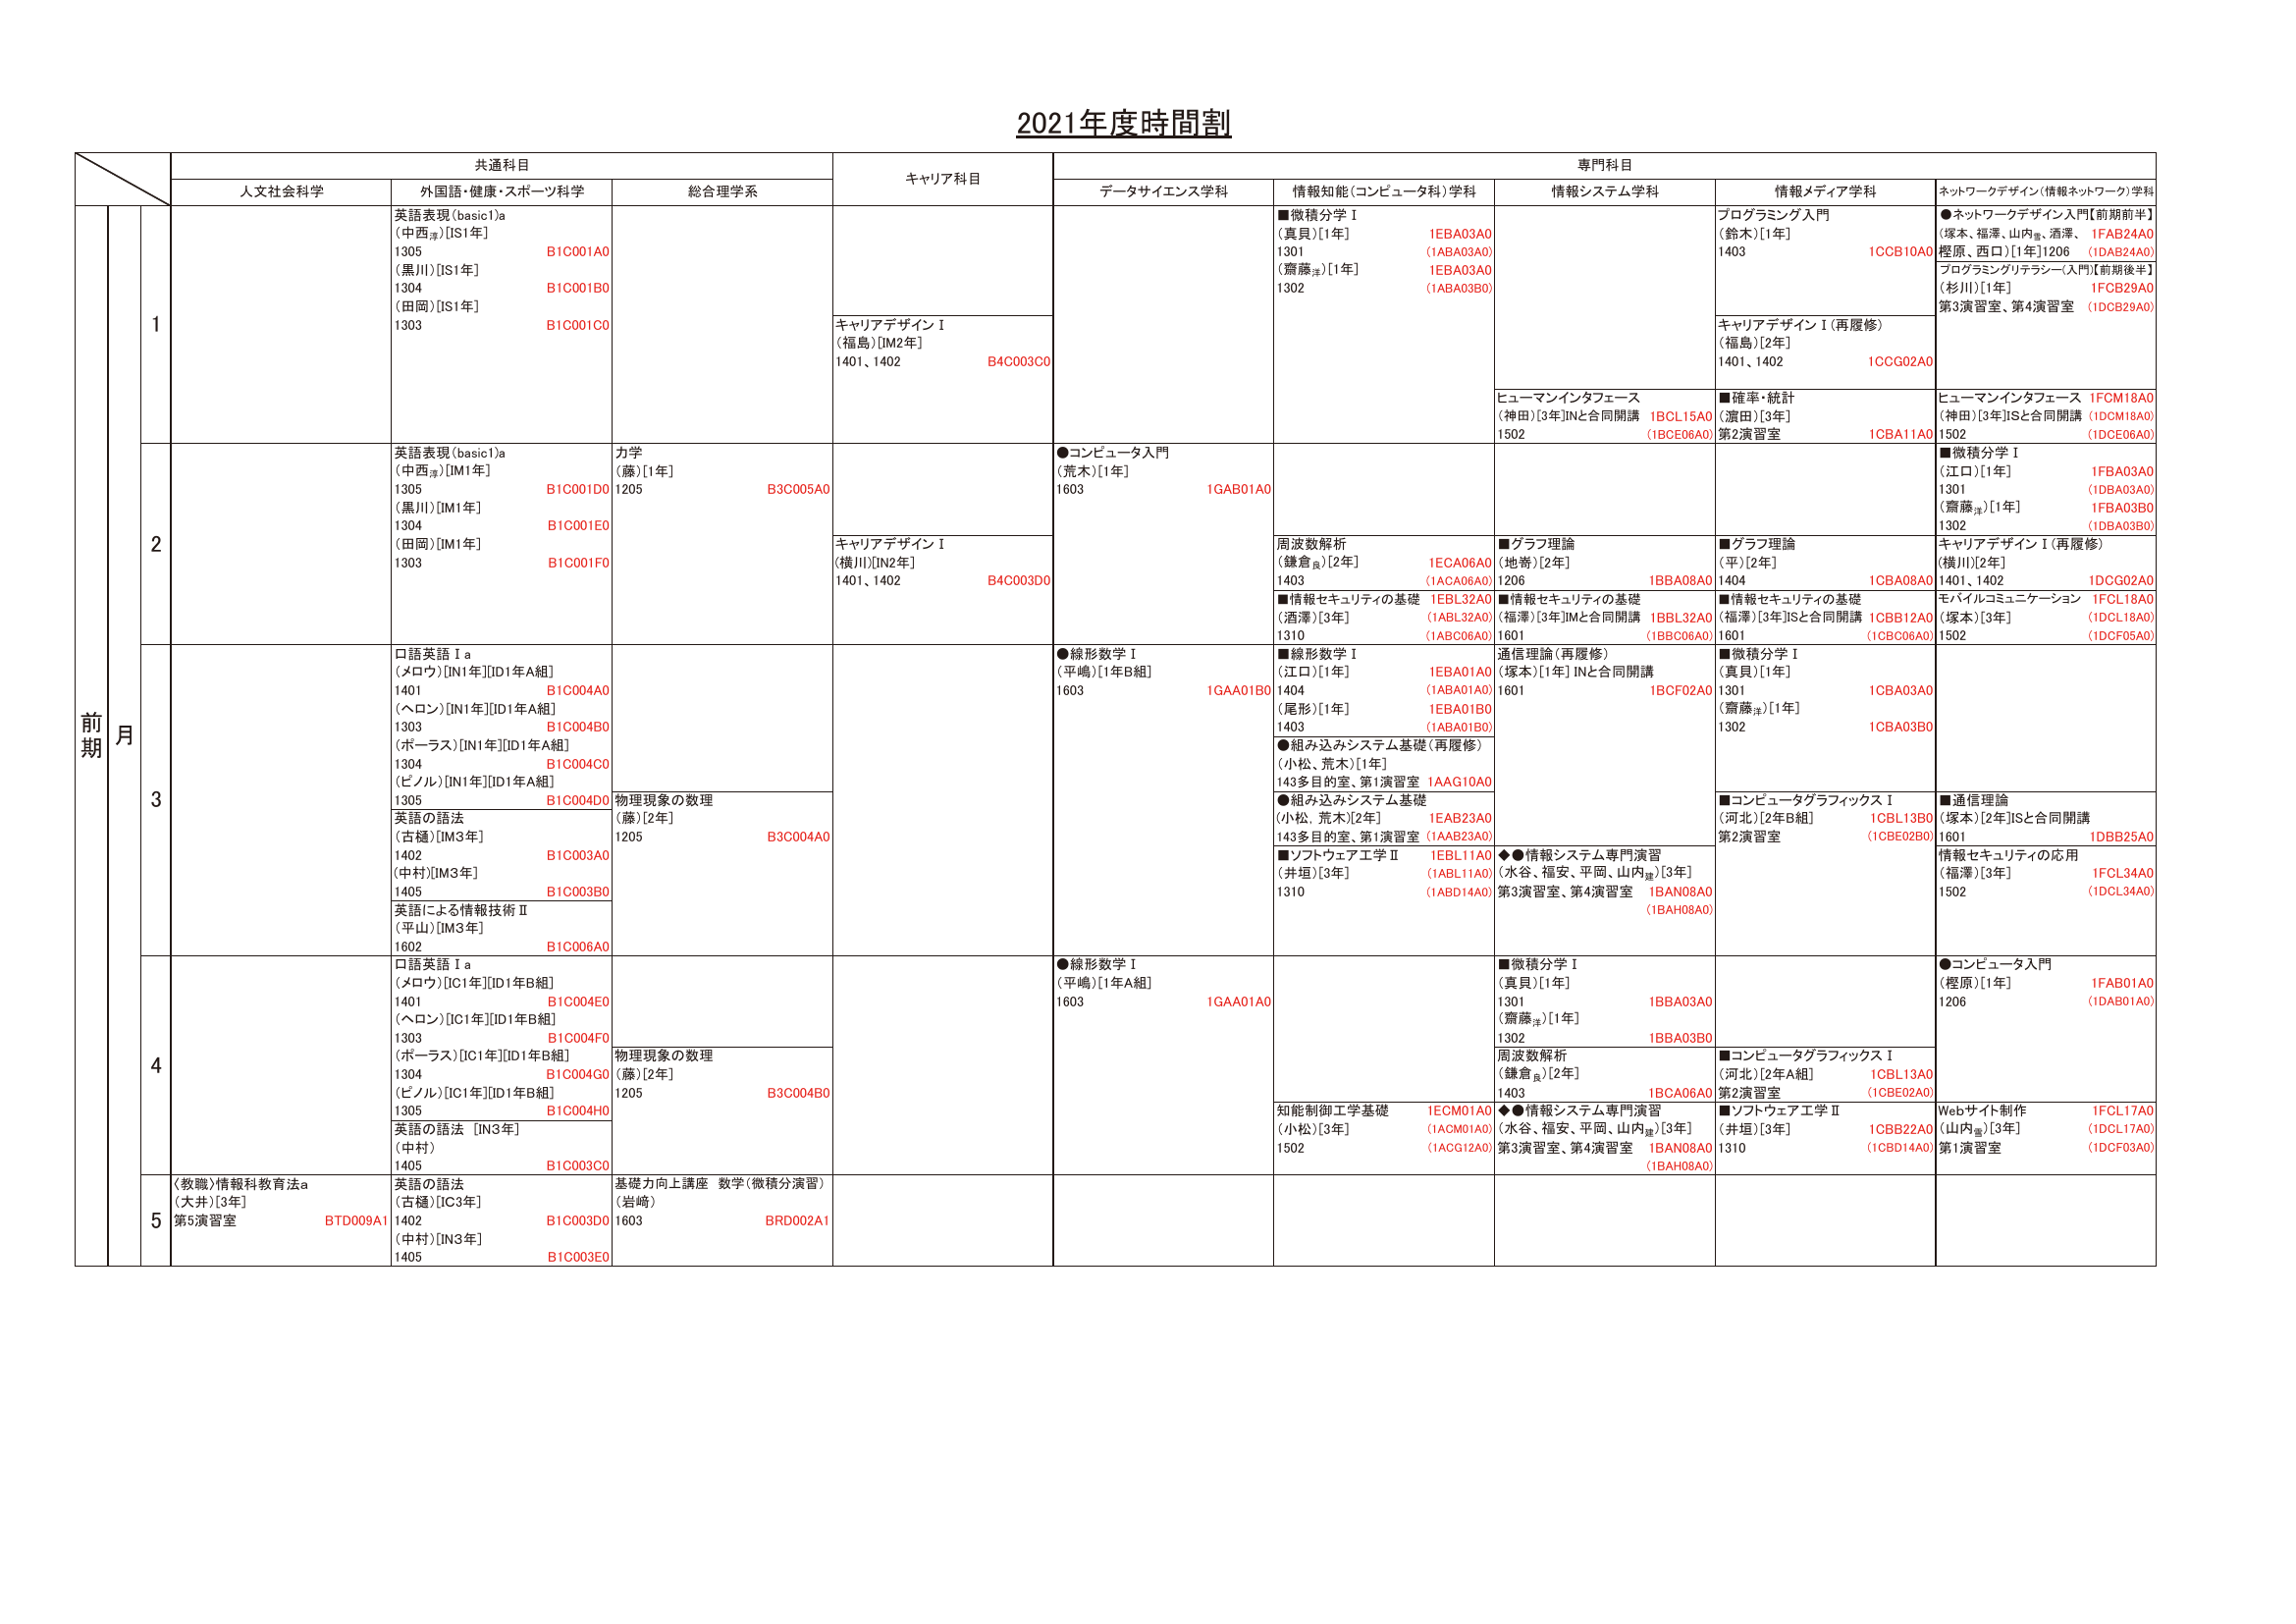 2021年度時間割
共通科目
キャリア科目
専門科目
人文社会科学
外国語・健康・スポーツ科学
総合理学系
データサイエンス学科
情報知能(コンピュータ科)学科
情報システム学科
情報メディア学科
ネットワークデザイン(情報ネットワーク)学科
前期
月
1
英語表現(basic1)a
(中西淳)[IS1年]
1305 B1C001A0
(黒川)[IS1年]
1304 B1C001B0
(田岡)[IS1年]
1303 B1C001C0
キャリアデザインⅠ
(福島)[IM2年]
1401、1402 B4C003C0
■微積分学Ⅰ
(真貝)[1年] 1EBA03A0
1301 (1ABA03A0)
(齋藤洋)[1年] 1EBA03A0
1302 (1ABA03B0)
ヒューマンインタフェース
(神田)[3年]INと合同開講 1BCL15A0
1502 (1BCE06A0)
プログラミング入門
(鈴木)[1年]
1403 1CCB10A0
キャリアデザインⅠ(再履修)
(福島)[2年]
1401、1402 1CCG02A0
■確率・統計
(濵田)[3年]
第2演習室 1CBA11A0
●ネットワークデザイン入門【前期前半】
(塚本、福澤、山内雪、酒澤、 1FAB24A0
樫原、西口)[1年]1206 (1DAB24A0)
プログラミングリテラシー(入門)【前期後半】
(杉川)[1年] 1FCB29A0
第3演習室、第4演習室 (1DCB29A0)
ヒューマンインタフェース 1FCM18A0
(神田)[3年]ISと合同開講 (1DCM18A0)
1502 (1DCE06A0)
2
英語表現(basic1)a
(中西淳)[IM1年]
1305 B1C001D0
(黒川)[IM1年]
1304 B1C001E0
(田岡)[IM1年]
1303 B1C001F0
力学
(藤)[1年]
1205 B3C005A0
キャリアデザインⅠ
(横川)[IN2年]
1401、1402 B4C003D0
●コンピュータ入門
(荒木)[1年]
1603 1GAB01A0
周波数解析
(鎌倉良)[2年] 1ECA06A0
1403 (1ACA06A0)
■情報セキュリティの基礎 1EBL32A0
(酒澤)[3年] (1ABL32A0)
1310 (1ABC06A0)
■グラフ理論
(地嵜)[2年]
1206 1BBA08A0
■情報セキュリティの基礎
(福澤)[3年]IMと合同開講 1BBL32A0
1601 (1BBC06A0)
■グラフ理論
(平)[2年]
1404 1CBA08A0
■情報セキュリティの基礎
(福澤)[3年]ISと合同開講 1CBB12A0
1601 (1CBC06A0)
■微積分学Ⅰ
(江口)[1年] 1FBA03A0
1301 (1DBA03A0)
(齋藤洋)[1年] 1FBA03B0
1302 (1DBA03B0)
キャリアデザインⅠ(再履修)
(横川)[2年]
1401、1402 1DCG02A0
モバイルコミュニケーション 1FCL18A0
(塚本)[3年] (1DCL18A0)
1502 (1DCF05A0)
3
口語英語Ⅰa
(メロウ)[IN1年][ID1年A組]
1401 B1C004A0
(ヘロン)[IN1年][ID1年A組]
1303 B1C004B0
(ポーラス)[IN1年][ID1年A組]
1304 B1C004C0
(ピノル)[IN1年][ID1年A組]
1305 B1C004D0
英語の語法
(古樋)[IM3年]
1402 B1C003A0
(中村)[IM3年]
1405 B1C003B0
英語による情報技術Ⅱ
(平山)[IM3年]
1602 B1C006A0
物理現象の数理
(藤)[2年]
1205 B3C004A0
●線形数学Ⅰ
(平嶋)[1年B組]
1603 1GAA01B0
■線形数学Ⅰ
(江口)[1年] 1EBA01A0
1404 (1ABA01A0)
(尾形)[1年] 1EBA01B0
1403 (1ABA01B0)
●組み込みシステム基礎(再履修)
(小松、荒木)[1年]
143多目的室、第1演習室 1AAG10A0
●組み込みシステム基礎
(小松、荒木)[2年] 1EAB23A0
143多目的室、第1演習室 (1AAB23A0)
■ソフトウェア工学Ⅱ 1EBL11A0
(井垣)[3年] (1ABL11A0)
1310 (1ABD14A0)
通信理論(再履修)
(塚本)[1年] INと合同開講
1601 1BCF02A0
◆●情報システム専門演習
(水谷、福安、平岡、山内建)[3年]
第3演習室、第4演習室 1BAN08A0
(1BAH08A0)
■微積分学Ⅰ
(真貝)[1年]
1301 1CBA03A0
(齋藤洋)[1年]
1302 1CBA03B0
■コンピュータグラフィックスⅠ
(河北)[2年B組] 1CBL13B0
第2演習室 (1CBE02B0)
■通信理論
(塚本)[2年]ISと合同開講
1601 1DBB25A0
情報セキュリティの応用
(福澤)[3年] 1FCL34A0
1502 (1DCL34A0)
4
口語英語Ⅰa
(メロウ)[IC1年][ID1年B組]
1401 B1C004E0
(ヘロン)[IC1年][ID1年B組]
1303 B1C004F0
(ポーラス)[IC1年][ID1年B組]
1304 B1C004G0
(ピノル)[IC1年][ID1年B組]
1305 B1C004H0
英語の語法 [IN3年]
(中村)
1405 B1C003C0
物理現象の数理
(藤)[2年]
1205 B3C004B0
●線形数学Ⅰ
(平嶋)[1年A組]
1603 1GAA01A0
知能制御工学基礎 1ECM01A0
(小松)[3年] (1ACM01A0)
1502 (1ACG12A0)
■微積分学Ⅰ
(真貝)[1年]
1301 1BBA03A0
(齋藤洋)[1年]
1302 1BBA03B0
周波数解析
(鎌倉良)[2年]
1403 1BCA06A0
◆●情報システム専門演習
(水谷、福安、平岡、山内建)[3年]
第3演習室、第4演習室 1BAN08A0
(1BAH08A0)
■コンピュータグラフィックスⅠ
(河北)[2年A組] 1CBL13A0
第2演習室 (1CBE02A0)
■ソフトウェア工学Ⅱ
(井垣)[3年] 1CBB22A0
1310 (1CBD14A0)
●コンピュータ入門
(樫原)[1年] 1FAB01A0
1206 (1DAB01A0)
Webサイト制作 1FCL17A0
(山内雪)[3年] (1DCL17A0)
第1演習室 (1DCF03A0)
5
〈教職〉情報科教育法a
(大井)[3年]
第5演習室 BTD009A1
英語の語法
(古樋)[IC3年]
1402 B1C003D0
(中村)[IN3年]
1405 B1C003E0
基礎力向上講座 数学(微積分演習)
(岩﨑)
1603 BRD002A1